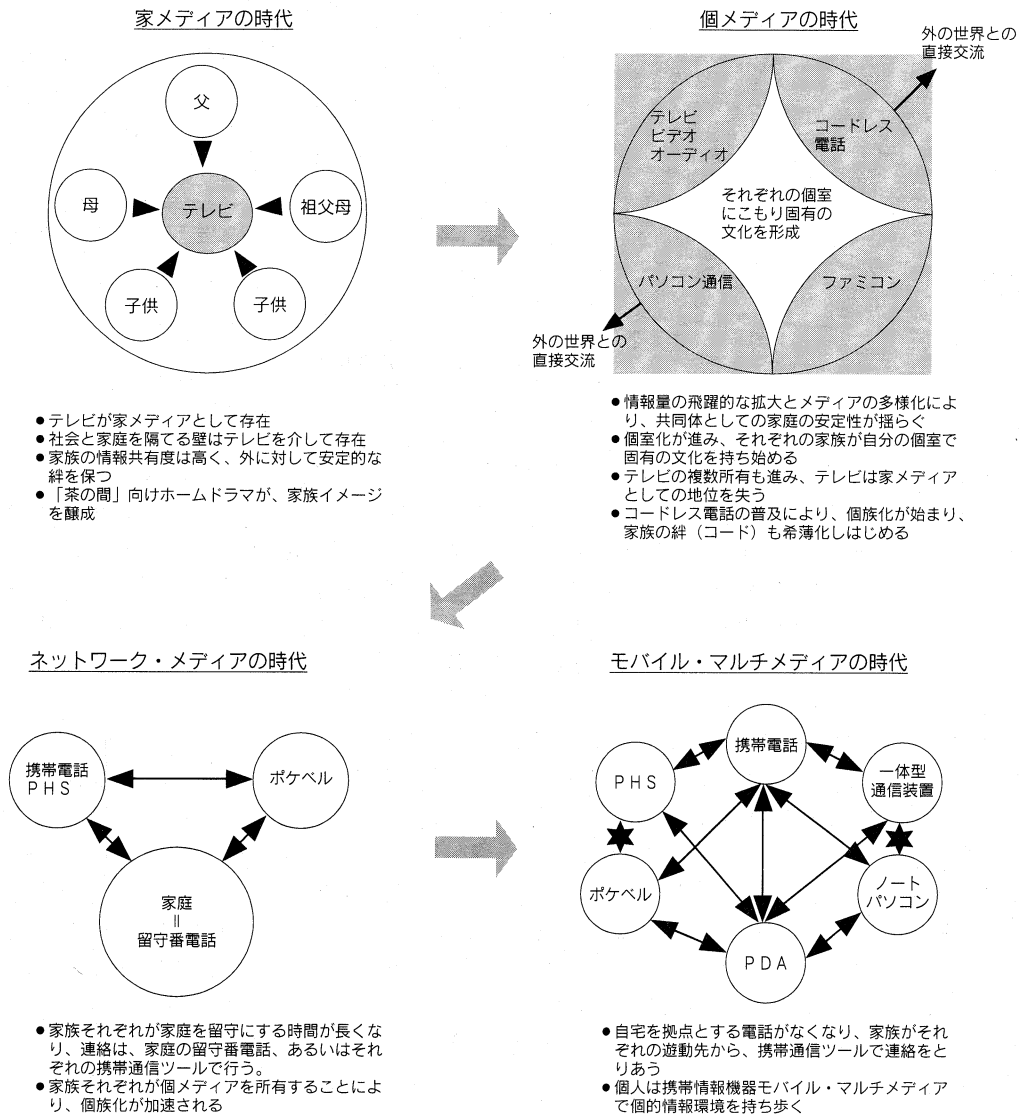 家メディアの時代
父
母
テレビ
祖父母
子供
子供
● テレビが家メディアとして存在
● 社会と家庭を隔てる壁はテレビを介して存在
● 家族の情報共有度は高く、外に対して安定的な
絆を保つ
● 「茶の間」向けホームドラマが、家族イメージ
を醸成
個メディアの時代
外の世界との
直接交流
テレビ
ビデオ
オーディオ
コードレス
電話
それぞれの個室
にこもり固有の
文化を形成
パソコン通信
ファミコン
外の世界との
直接交流
● 情報量の飛躍的な拡大とメディアの多様化によ
り、共同体としての家庭の安定性が揺らぐ
● 個室化が進み、それぞれの家族が自分の個室で
固有の文化を持ち始める
● テレビの複数所有も進み、テレビは家メディア
としての地位を失う
● コードレス電話の普及により、個族化が始まり、
家族の絆（コード）も希薄化しはじめる
ネットワーク・メディアの時代
携帯電話
ＰＨＳ
ポケベル
家庭
॥
留守番電話
● 家族それぞれが家庭を留守にする時間が長くな
り、連絡は、家庭の留守番電話、あるいはそれ
ぞれの携帯通信ツールで行う。
● 家族それぞれが個メディアを所有することによ
り、個族化が加速される
モバイル・マルチメディアの時代
携帯電話
ＰＨＳ
一体型
通信装置
ポケベル
ノート
パソコン
ＰＤＡ
● 自宅を拠点とする電話がなくなり、家族がそれ
ぞれの遊動先から、携帯通信ツールで連絡をと
りあう
● 個人は携帯情報機器モバイル・マルチメディア
で個的情報環境を持ち歩く